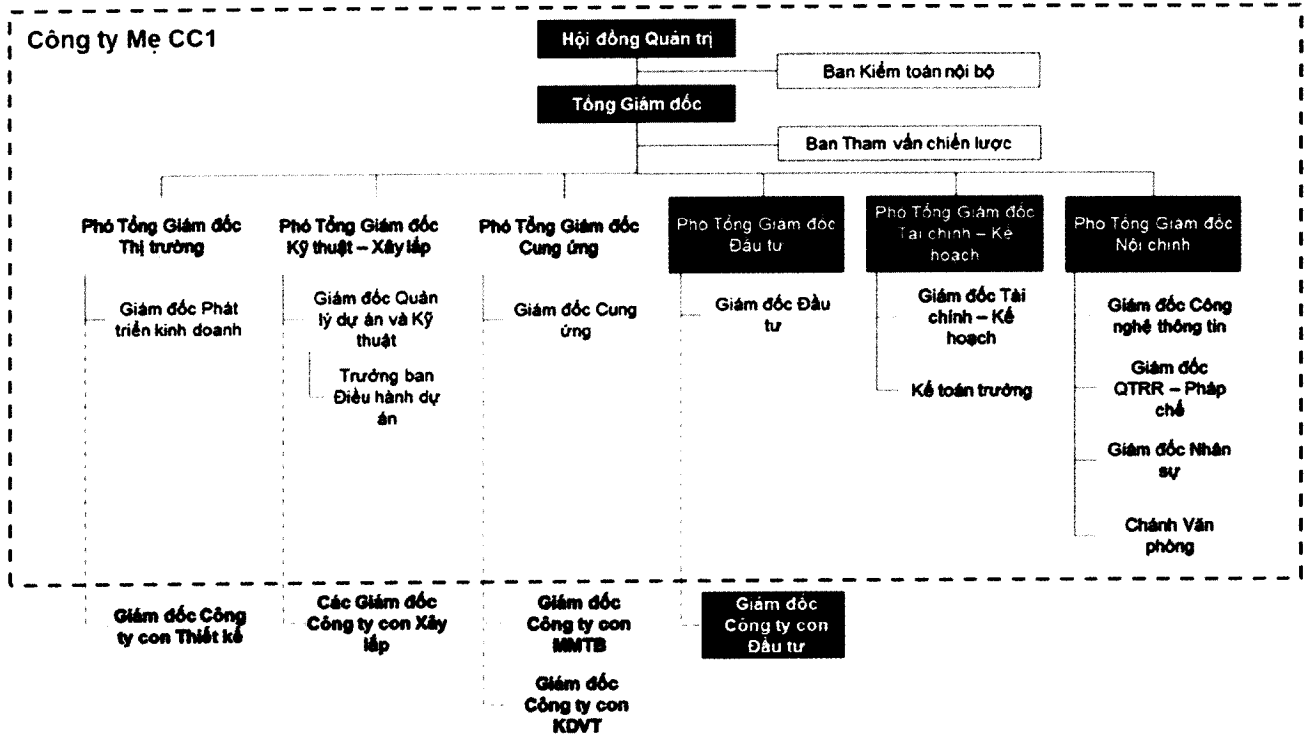 Công ty Mẹ CC1
Hội đồng Quản trị
Ban Kiểm toán nội bộ
Tổng Giám đốc
Ban Tham vấn chiến lược
Phó Tổng Giám đốc
Thị trường
Phó Tổng Giám đốc
Kỹ thuật – Xây lắp
Phó Tổng Giám đốc
Cung ứng
Phó Tổng Giám đốc
Đầu tư
Phó Tổng Giám đốc
Tài chính – Kế
hoạch
Phó Tổng Giám đốc
Nội chính
Giám đốc Phát
triển kinh doanh
Giám đốc Quản
lý dự án và Kỹ
thuật
Trưởng ban
Điều hành dự
án
Giám đốc Cung
ứng
Giám đốc Đầu
tư
Giám đốc Tài
chính – Kế
hoạch
Kế toán trưởng
Giám đốc Công
nghệ thông tin
Giám đốc
QTRR – Pháp
chế
Giám đốc Nhân
sự
Chánh Văn
phòng
Giám đốc Công
ty con Thiết kế
Các Giám đốc
Công ty con Xây
lắp
Giám đốc
Công ty con
MMTB
Giám đốc
Công ty con
KDVT
Giám đốc
Công ty con
Đầu tư